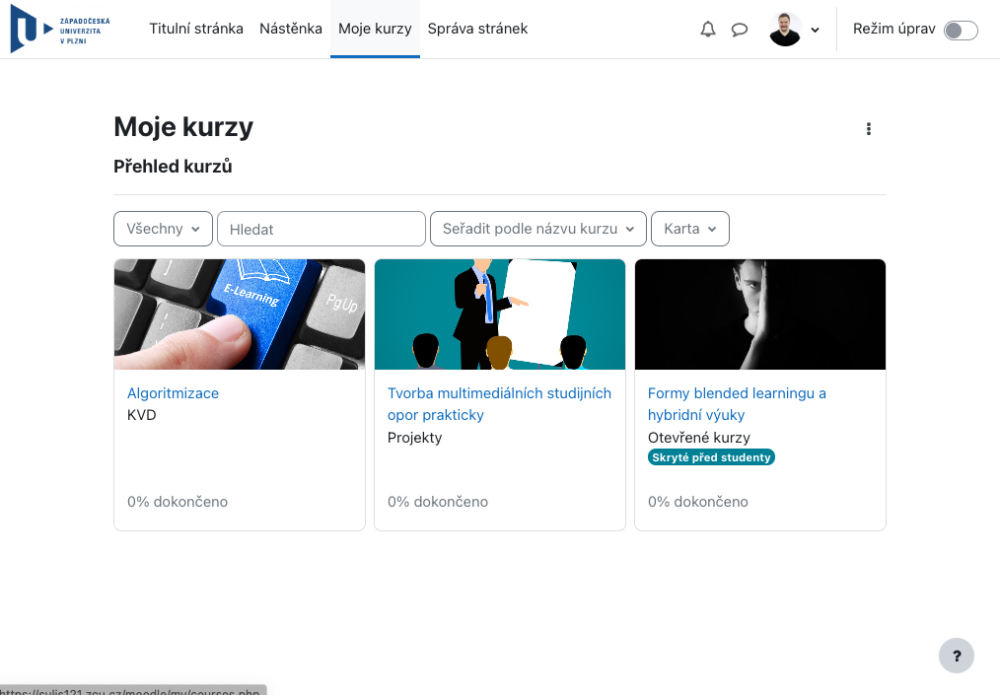 ZÁPADOČESKÁ
UNIVERZITA
V PLZNI
Titulní stránka
Nástěnka
Moje kurzy
Správa stránek
Režim úprav
Moje kurzy
Přehled kurzů
Všechny
Hledat
Seřadit podle názvu kurzu
Karta
E-Learning
PgUp
Algoritmizace
KVD
0% dokončeno
Tvorba multimediálních studijních
opor prakticky
Projekty
0% dokončeno
Formy blended learningu a
hybridní výuky
Otevřené kurzy
Skryté před studenty
0% dokončeno
?
https://sulis121.zcu.cz/moodle/my/courses.php